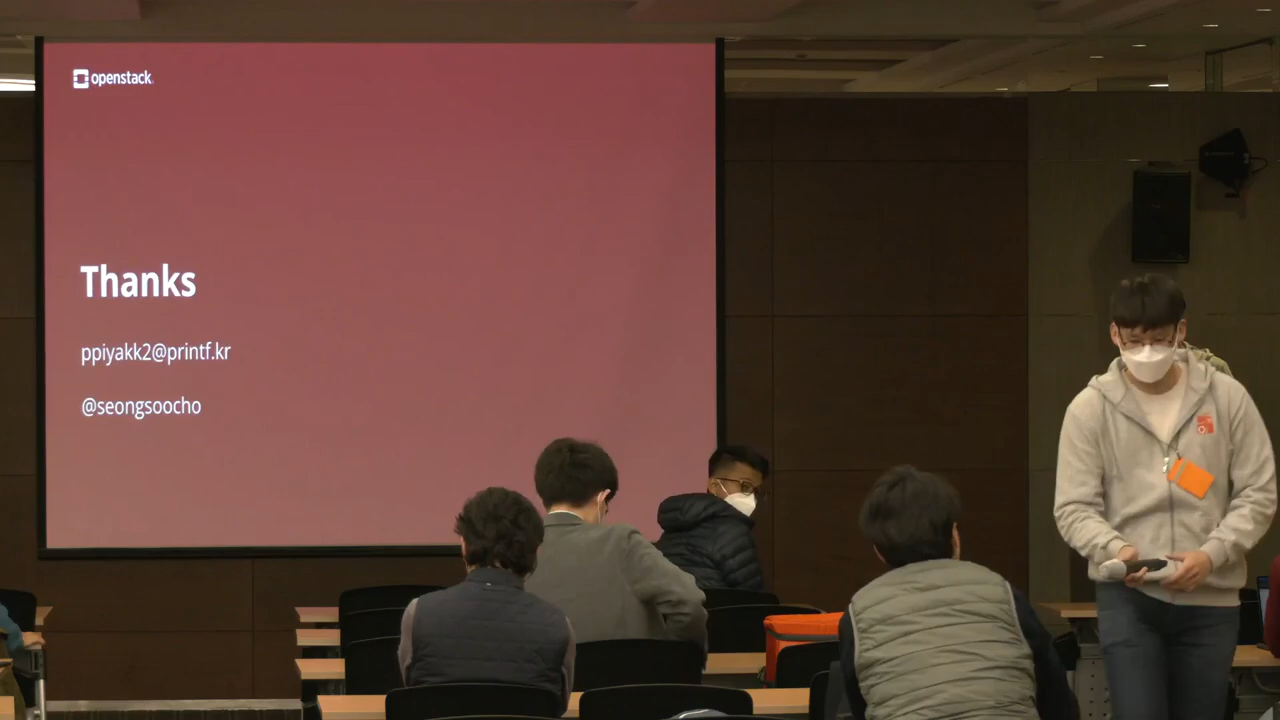 openstack.
Thanks
ppiyakk2@printf.kr
@seongsoocho